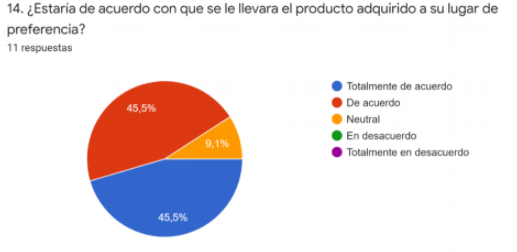 14. ¿Estaría de acuerdo con que se le llevara el producto adquirido a su lugar de
preferencia?
11 respuestas
45,5%
9,1%
45,5%
Totalmente de acuerdo
De acuerdo
Neutral
En desacuerdo
Totalmente en desacuerdo